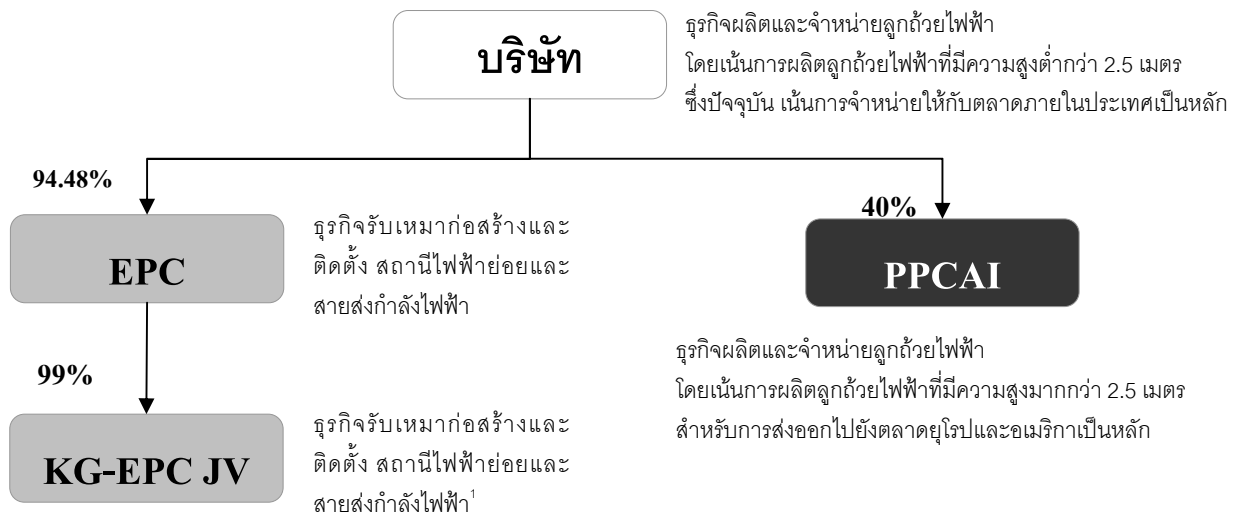 บริษัท
ธุรกิจผลิตและจำหน่ายลูกถ้วยไฟฟ้า
โดยเน้นการผลิตลูกถ้วยไฟฟ้าที่มีความสูงต่ำกว่า 2.5 เมตร
ซึ่งปัจจุบัน เน้นการจำหน่ายให้กับตลาดภายในประเทศเป็นหลัก
94.48%
EPC
ธุรกิจรับเหมาก่อสร้างและ
ติดตั้ง สถานีไฟฟ้าย่อยและ
สายส่งกำลังไฟฟ้า
40%
PPCAI
ธุรกิจผลิตและจำหน่ายลูกถ้วยไฟฟ้า
โดยเน้นการผลิตลูกถ้วยไฟฟ้าที่มีความสูงมากกว่า 2.5 เมตร
สำหรับการส่งออกไปยังตลาดยุโรปและอเมริกาเป็นหลัก
99%
KG-EPC JV
ธุรกิจรับเหมาก่อสร้างและ
ติดตั้ง สถานีไฟฟ้าย่อยและ
สายส่งกำลังไฟฟ้า¹